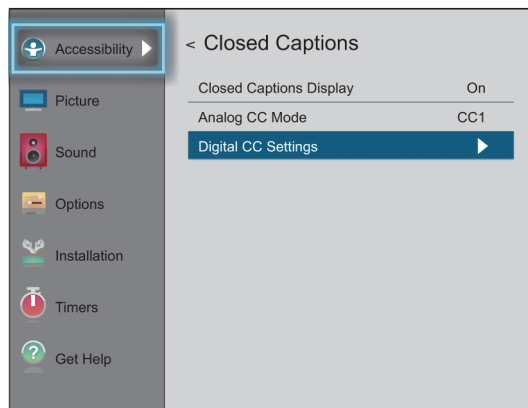 Accessibility
Picture
Sound
Options
Installation
Timers
? Get Help
< Closed Captions
Closed Captions Display On
Analog CC Mode CC1
Digital CC Settings